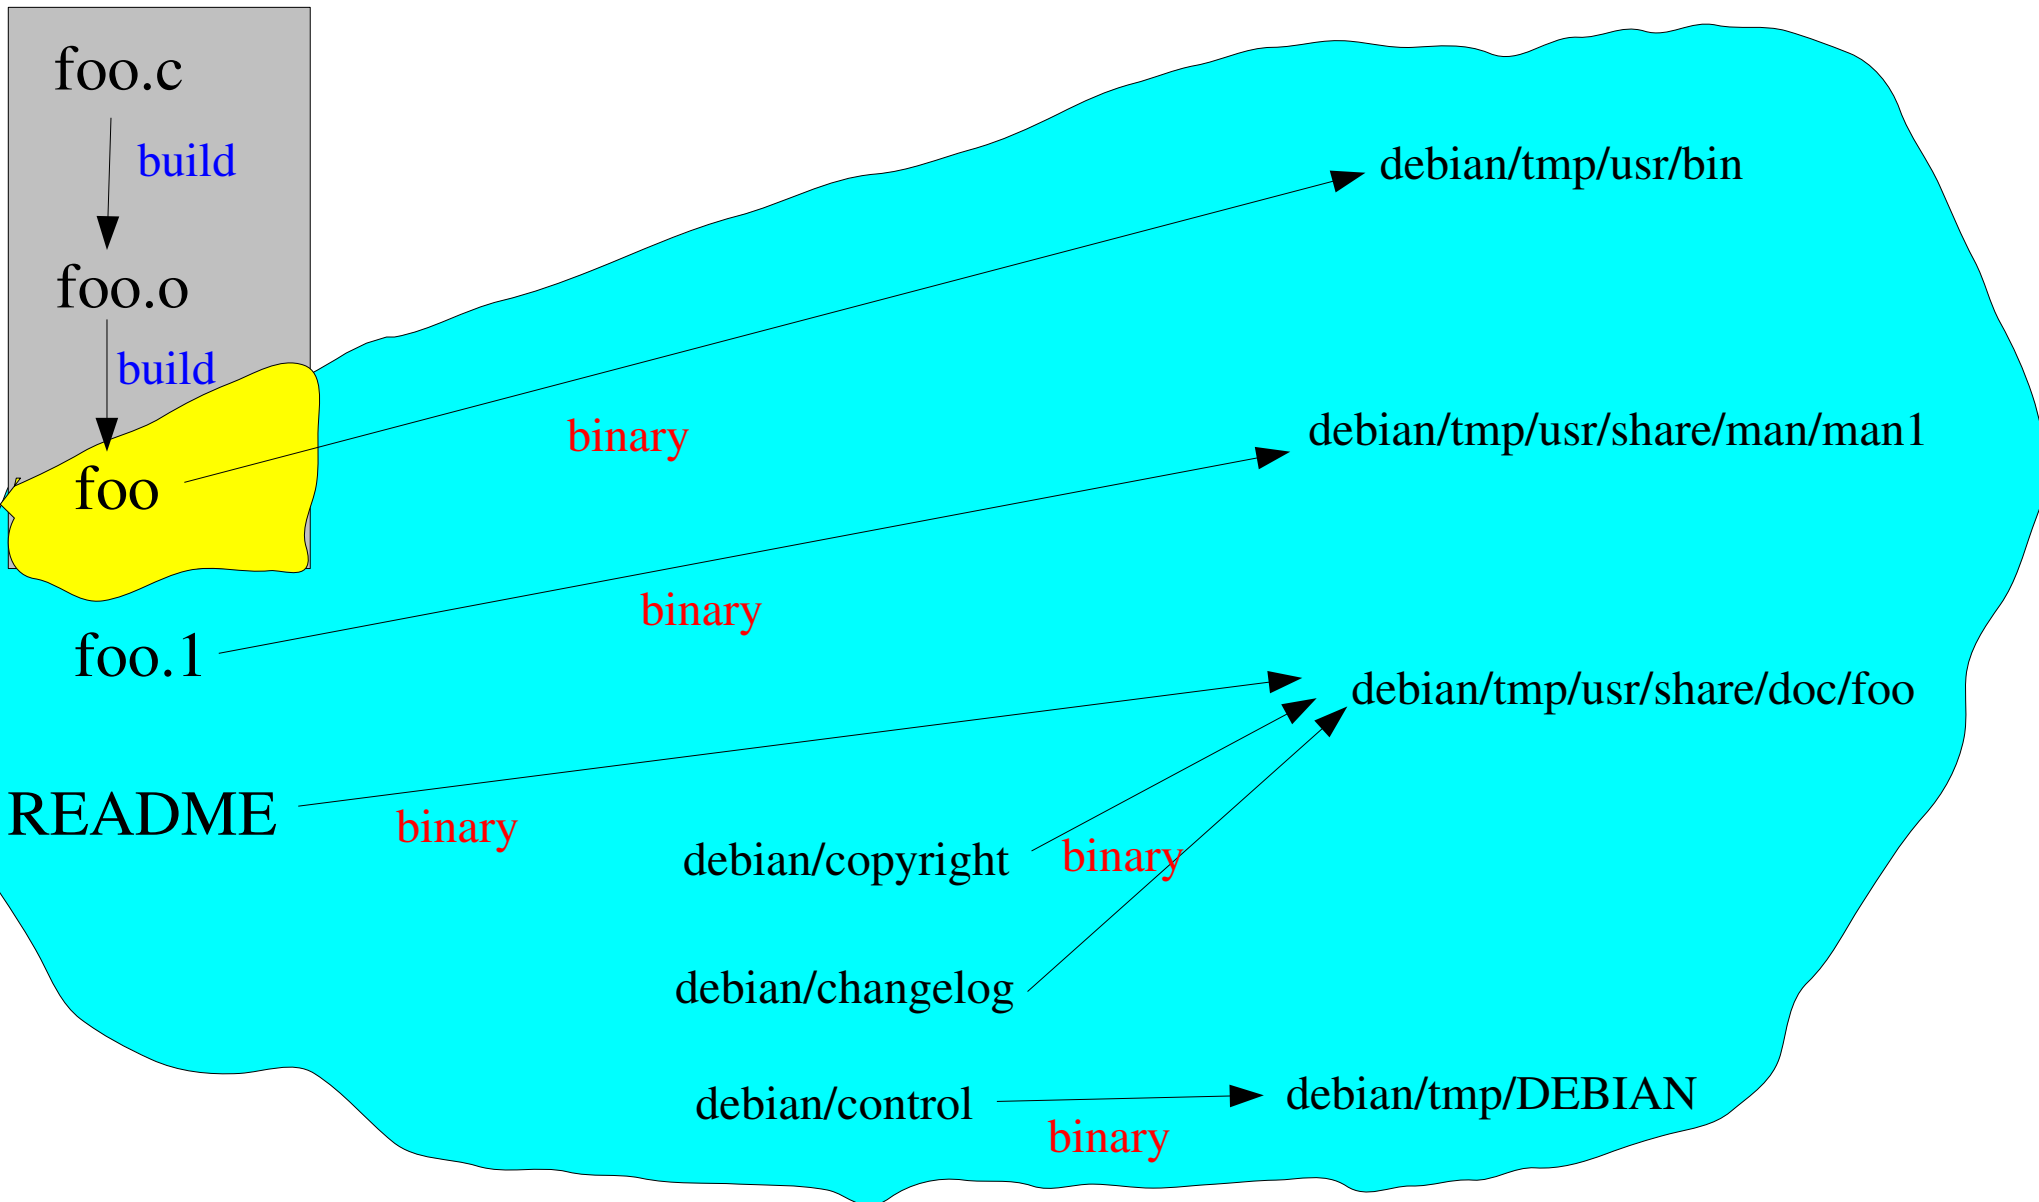 foo.c
build
debian/tmp/usr/bin
foo.o
build
binary
debian/tmp/usr/share/man/man1
foo
binary
foo.1
debian/tmp/usr/share/doc/foo
README
binary
debian/copyright
binary
debian/changelog
debian/control
debian/tmp/DEBIAN
binary